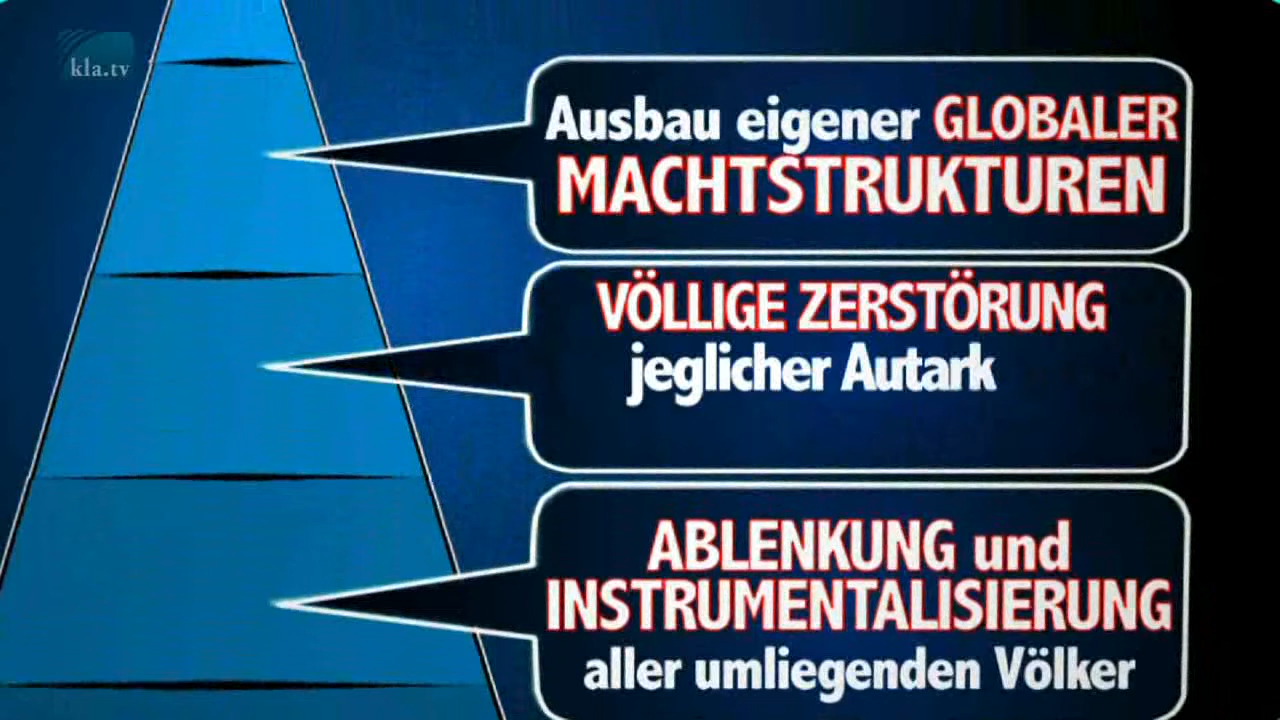 kla.tv
Ausbau eigener GLOBALER
MACHTSTRUKTUREN
VÖLLIGE ZERSTÖRUNG
jeglicher Autark
ABLENKUNG und
INSTRUMENTALISIERUNG
aller umliegenden Völker